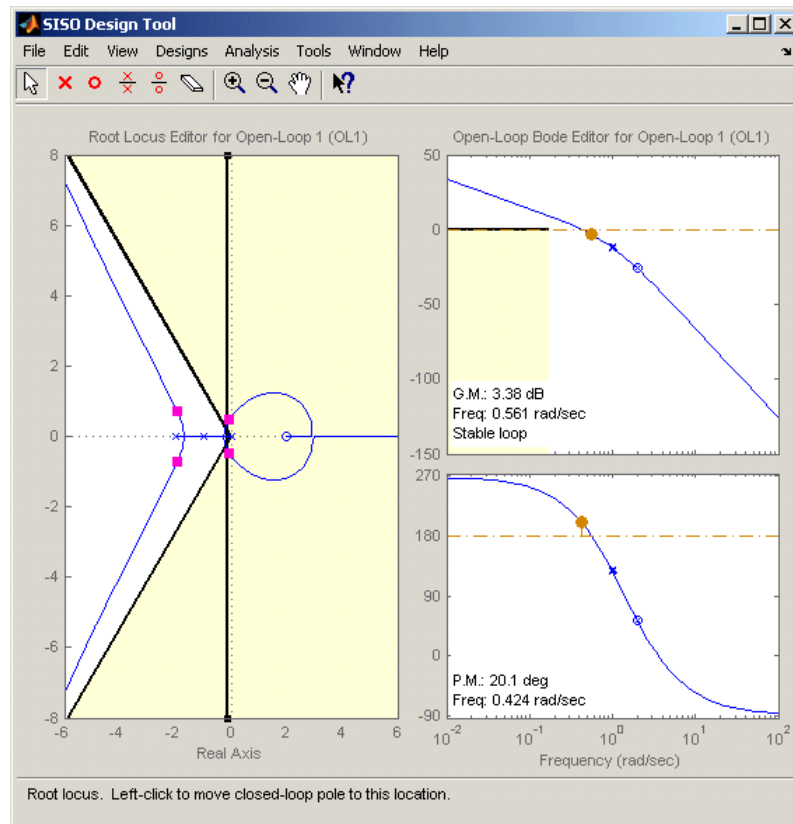 SISO Design Tool
File Edit View Designs Analysis Tools Window Help
Root Locus Editor for Open-Loop 1 (OL1)
8
6
4
2
0
-2
-4
-6
-8
-6 -4 -2 0 2 4 6
Real Axis
Open-Loop Bode Editor for Open-Loop 1 (OL1)
50
0
-50
-100
-150
G.M.: 3.38 dB
Freq: 0.561 rad/sec
Stable loop
270
180
90
0
-90
P.M.: 20.1 deg
Freq: 0.424 rad/sec
10^-2 10^-1 10^0 10^1 10^2
Frequency (rad/sec)
Root locus. Left-click to move closed-loop pole to this location.